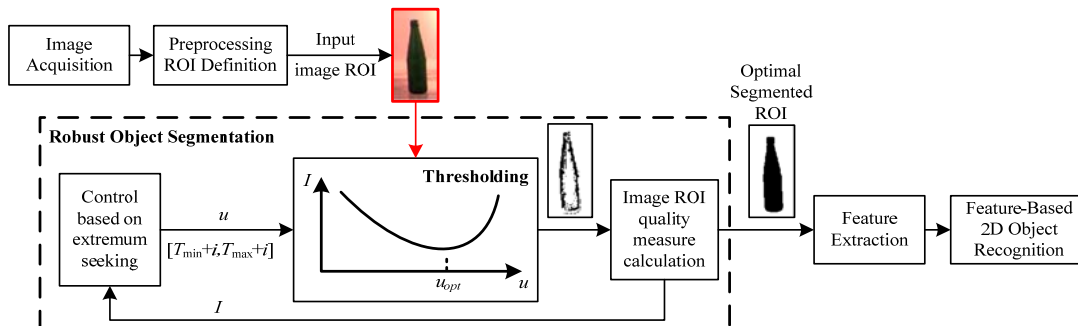 Image
Acquisition
Preprocessing
ROI Definition
Input
image ROI
Optimal
Segmented
ROI
Robust Object Segmentation
Control
based on
extremum
seeking
u
[Tmin+i,Tmax+i]
I
Thresholding
uopt
u
Image ROI
quality
measure
calculation
Feature
Extraction
Feature-Based
2D Object
Recognition
I